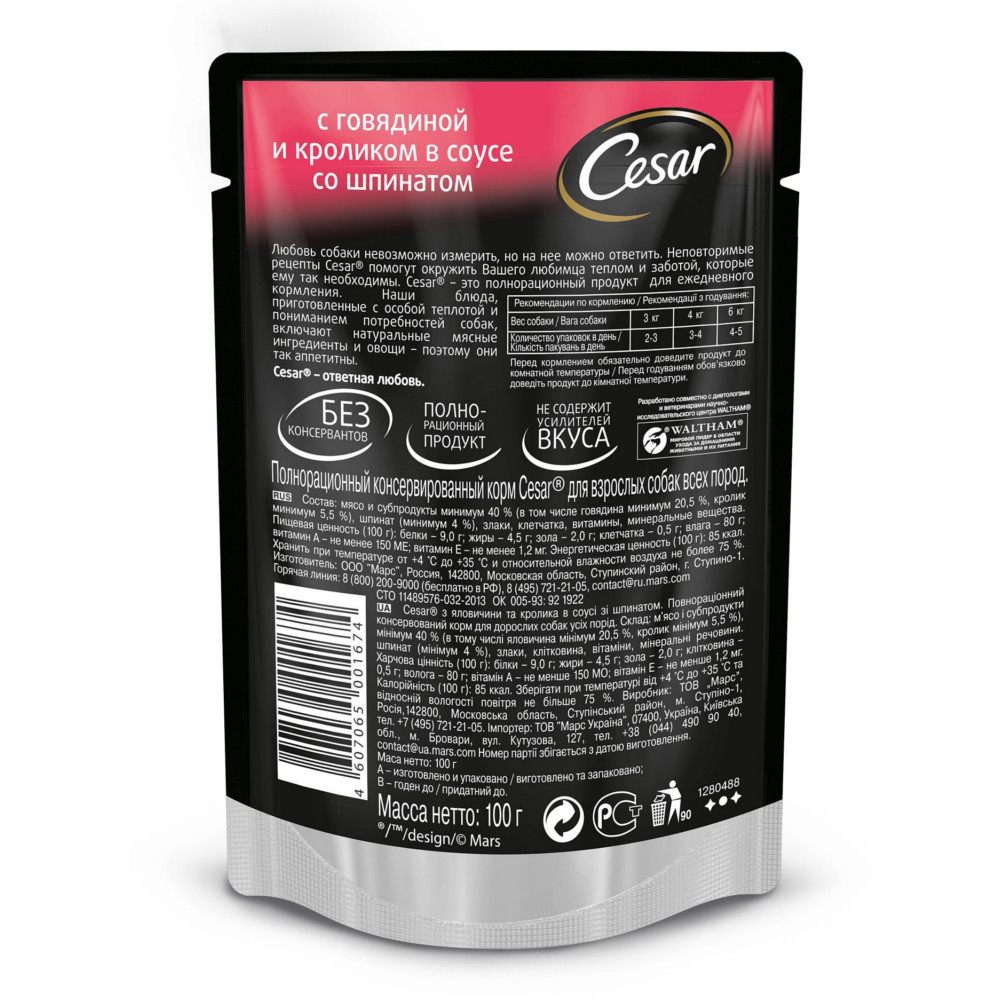 с говядиной
и кроликом в соусе
со шпинатом
Cesar
Любовь собаки невозможно измерить, но на нее можно ответить. Неповторимые
рецепты Cesar® помогут окружить Вашего любимца теплом и заботой, которые
ему так необходимы. Cesar® – это полнорационный продукт для ежедневного
кормления. Наши блюда,
приготовленные с особой теплотой и
пониманием потребностей собак,
включают натуральные мясные
ингредиенты и овощи – поэтому они
так аппетитны.
Cesar® – ответная любовь.
Рекомендации по кормлению / Рекомендації з годування:
Вес собаки / Вага собаки 3 кг 4 кг 6 кг
Количество упаковок в день / 2-3 3-4 4-5
Кількість пакувань в день
Перед кормлением обязательно доведите продукт до
комнатной температуры / Перед годуванням обов'язково
доведіть продукт до кімнатної температури.
БЕЗ
КОНСЕРВАНТОВ
ПОЛНО-
РАЦИОННЫЙ
ПРОДУКТ
НЕ СОДЕРЖИТ
УСИЛИТЕЛЕЙ
ВКУСА
Разработано совместно с диетологами
и ветеринарами научно-
исследовательского центра WALTHAM®
WALTHAM®
МИРОВОЙ ЛИДЕР В ОБЛАСТИ
УХОДА ЗА ДОМАШНИМИ
ЖИВОТНЫМИ И ИХ ПИТАНИЯ
Полнорационный консервированный корм Cesar® для взрослых собак всех пород.
RUS Состав: мясо и субпродукты минимум 40 % (в том числе говядина минимум 20,5 %, кролик
минимум 5,5 %), шпинат (минимум 4 %), злаки, клетчатка, витамины, минеральные вещества.
Пищевая ценность (100 г): белки – 9,0 г; жиры – 4,5 г; зола – 2,0 г; клетчатка – 0,5 г; влага – 80 г;
витамин А – не менее 150 МЕ; витамин Е – не менее 1,2 мг. Энергетическая ценность (100 г): 85 ккал.
Хранить при температуре от +4 °С до +35 °С и относительной влажности воздуха не более 75 %.
Изготовитель: ООО "Марс", Россия, 142800, Московская область, Ступинский район, г. Ступино-1.
Горячая линия: 8 (800) 200-9000 (бесплатно в РФ), 8 (495) 721-21-05, contact@ru.mars.com
СТО 11489576-032-2013 ОК 005-93: 92 1922
UA Cesar® з яловичини та кролика в соусі зі шпинатом. Повнораціонний
консервований корм для дорослих собак усіх порід. Склад: м'ясо і субпродукти
мінімум 40 % (в тому числі яловичина мінімум 20,5 %, кролик мінімум 5,5 %),
шпинат (мінімум 4 %), злаки, клітковина, вітаміни, мінеральні речовини.
Харчова цінність (100 г): білки – 9,0 г; жири – 4,5 г; зола – 2,0 г; клітковина –
0,5 г; волога – 80 г; вітамін А – не менше 150 МО; вітамін Е – не менше 1,2 мг.
Калорійність (100 г): 85 ккал. Зберігати при температурі від +4 °С до +35 °С та
відносній вологості повітря не більше 75 %. Виробник: ТОВ „Марс",
Росія,142800, Московська область, Ступінський район, м. Ступіно-1,
тел. +7 (495) 721-21-05. Імпортер: ТОВ "Марс Україна", 07400, Україна, Київська
обл., м. Бровари, вул. Кутузова, 127, тел. +38 (044) 490 90 40,
contact@ua.mars.com Номер партії збігається з датою виготовлення.
Маса нетто: 100 г
А – изготовлено и упаковано / виготовлено та запаковано;
В – годен до / придатний до.
4 607065 001674
Масса нетто: 100 г
®/™/design/© Mars
РСТ
90
1280488